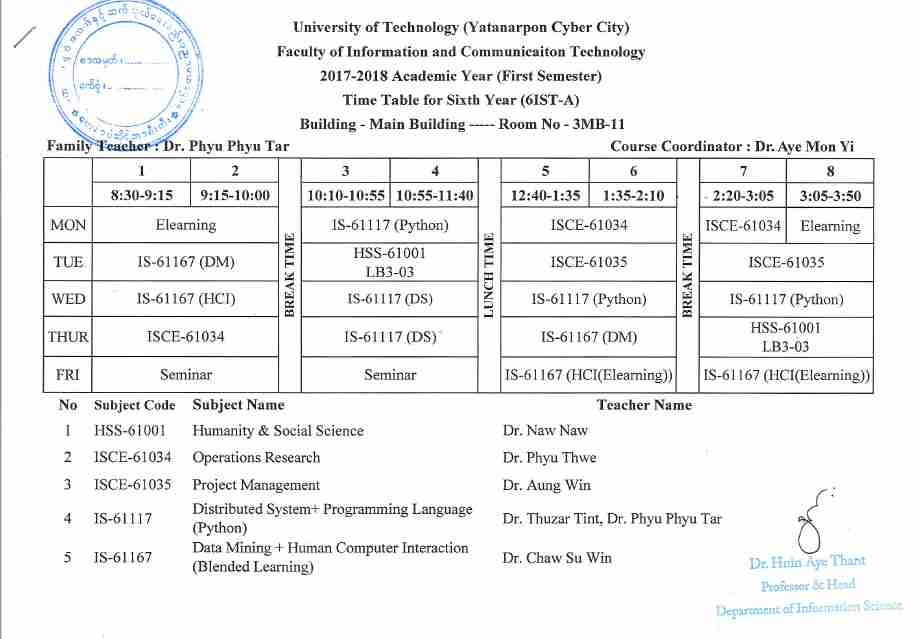 University of Technology (Yatanarpon Cyber City)
Faculty of Information and Communicaiton Technology
2017-2018 Academic Year (First Semester)
Time Table for Sixth Year (6IST-A)
Building - Main Building ----- Room No - 3MB-11
Family Teacher : Dr. Phyu Phyu Tar Course Coordinator : Dr. Aye Mon Yi
1 2 3 4 5 6 7 8
8:30-9:15 9:15-10:00 10:10-10:55 10:55-11:40 12:40-1:35 1:35-2:10 2:20-3:05 3:05-3:50
BREAK TIME
LUNCH TIME
BREAK TIME
MON Elearning IS-61117 (Python) ISCE-61034 ISCE-61034 Elearning
TUE IS-61167 (DM) HSS-61001 LB3-03 ISCE-61035 ISCE-61035
WED IS-61167 (HCI) IS-61117 (DS) IS-61117 (Python) IS-61117 (Python)
THUR ISCE-61034 IS-61117 (DS) IS-61167 (DM) HSS-61001 LB3-03
FRI Seminar Seminar IS-61167 (HCI(Elearning)) IS-61167 (HCI(Elearning))
No Subject Code Subject Name Teacher Name
1 HSS-61001 Humanity & Social Science Dr. Naw Naw
2 ISCE-61034 Operations Research Dr. Phyu Thwe
3 ISCE-61035 Project Management Dr. Aung Win
4 IS-61117 Distributed System+ Programming Language (Python) Dr. Thuzar Tint, Dr. Phyu Phyu Tar
5 IS-61167 Data Mining + Human Computer Interaction (Blended Learning) Dr. Chaw Su Win
Dr. Hnin Aye Thant
Professor & Head
Department of Information Science